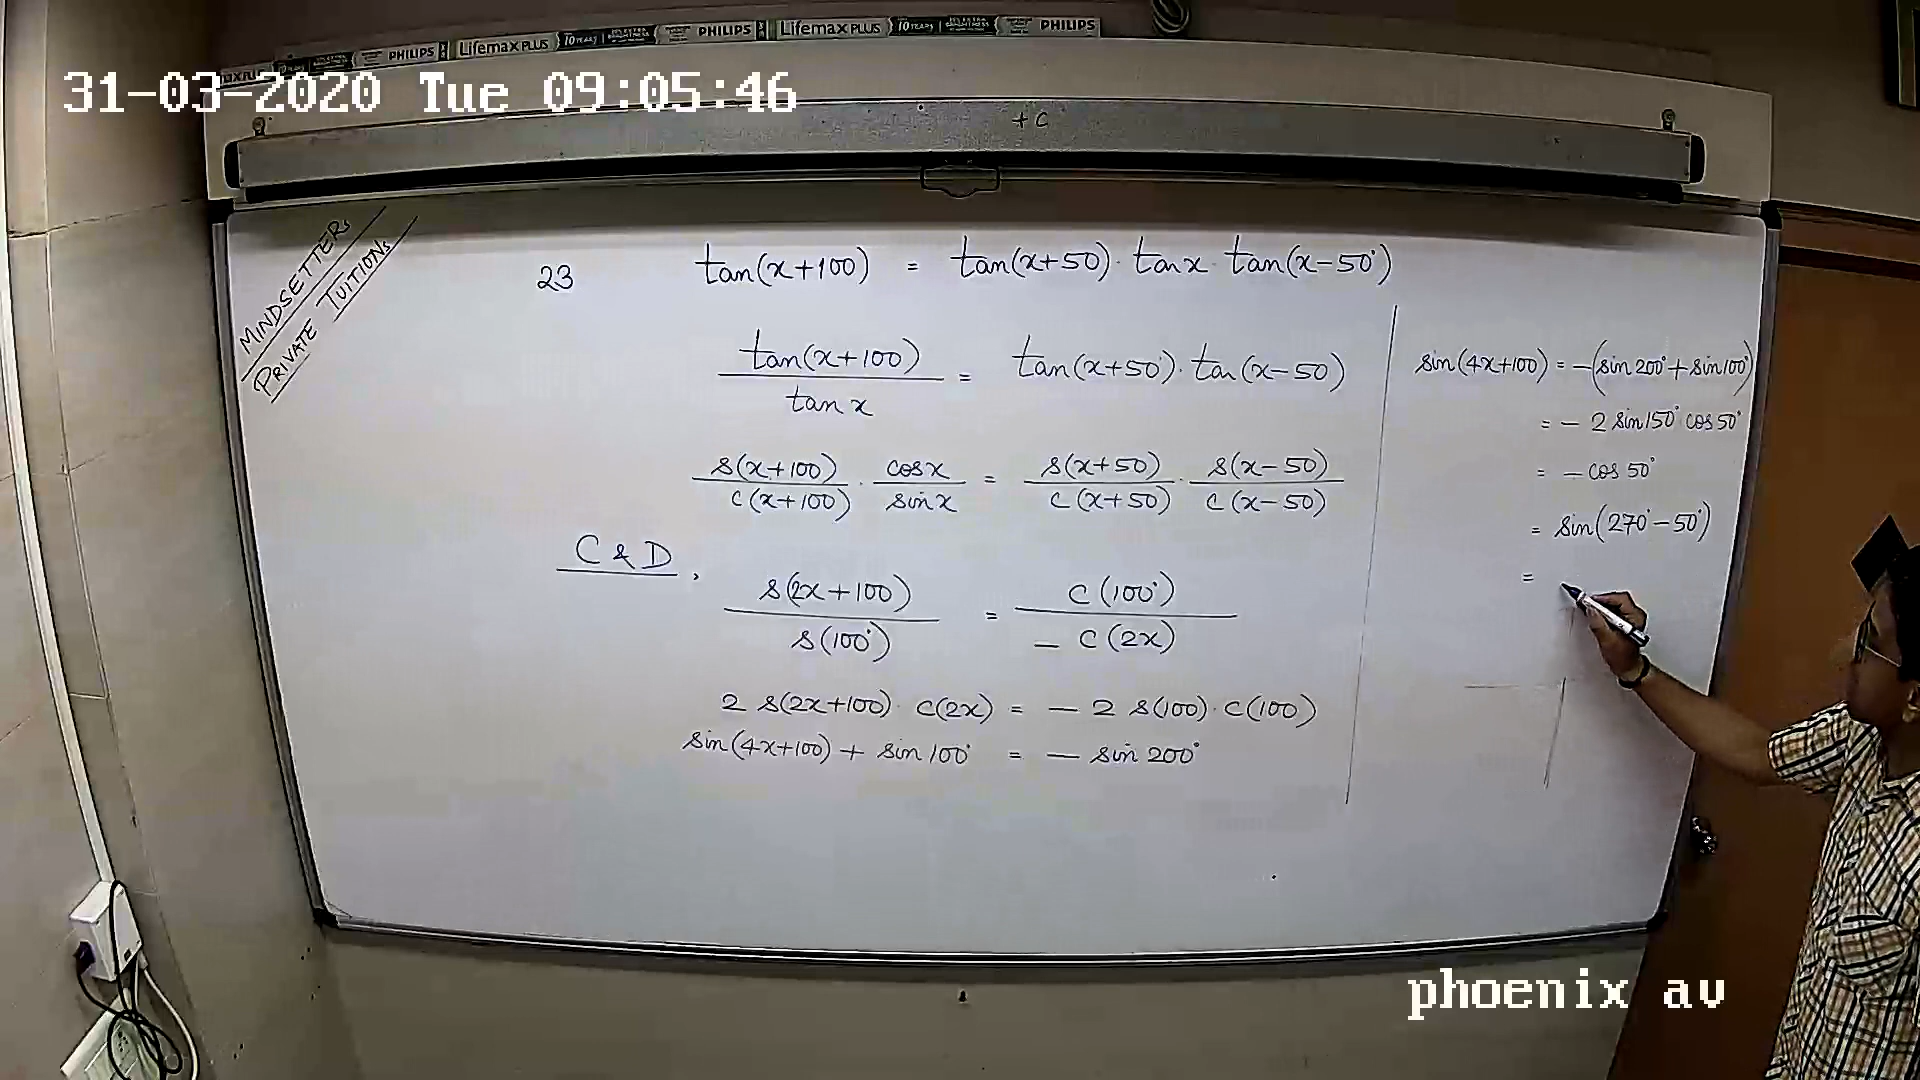 PHILIPS Lifemax PLUS 10 YEARS PHILIPS Lifemax PLUS 10 YEARS PHILIPS
31-03-2020 Tue 09:05:46
+ C
MINDSETTERS
PRIVATE TUITIONS
23 tan(x+100) = tan(x+50) · tan x · tan(x-50°)
tan(x+100) / tan x = tan(x+50°) · tan(x-50)
s(x+100) / c(x+100) · cos x / sin x = s(x+50) / c(x+50) · s(x-50) / c(x-50)
C & D,
s(2x+100) / s(100°) = c(100°) / - c(2x)
2 s(2x+100) · c(2x) = - 2 s(100) · c(100)
sin(4x+100) + sin 100° = - sin 200°
sin(4x+100) = -(sin 200° + sin 100°)
= - 2 sin 150° cos 50°
= - cos 50°
= sin(270° - 50°)
=
phoenix av